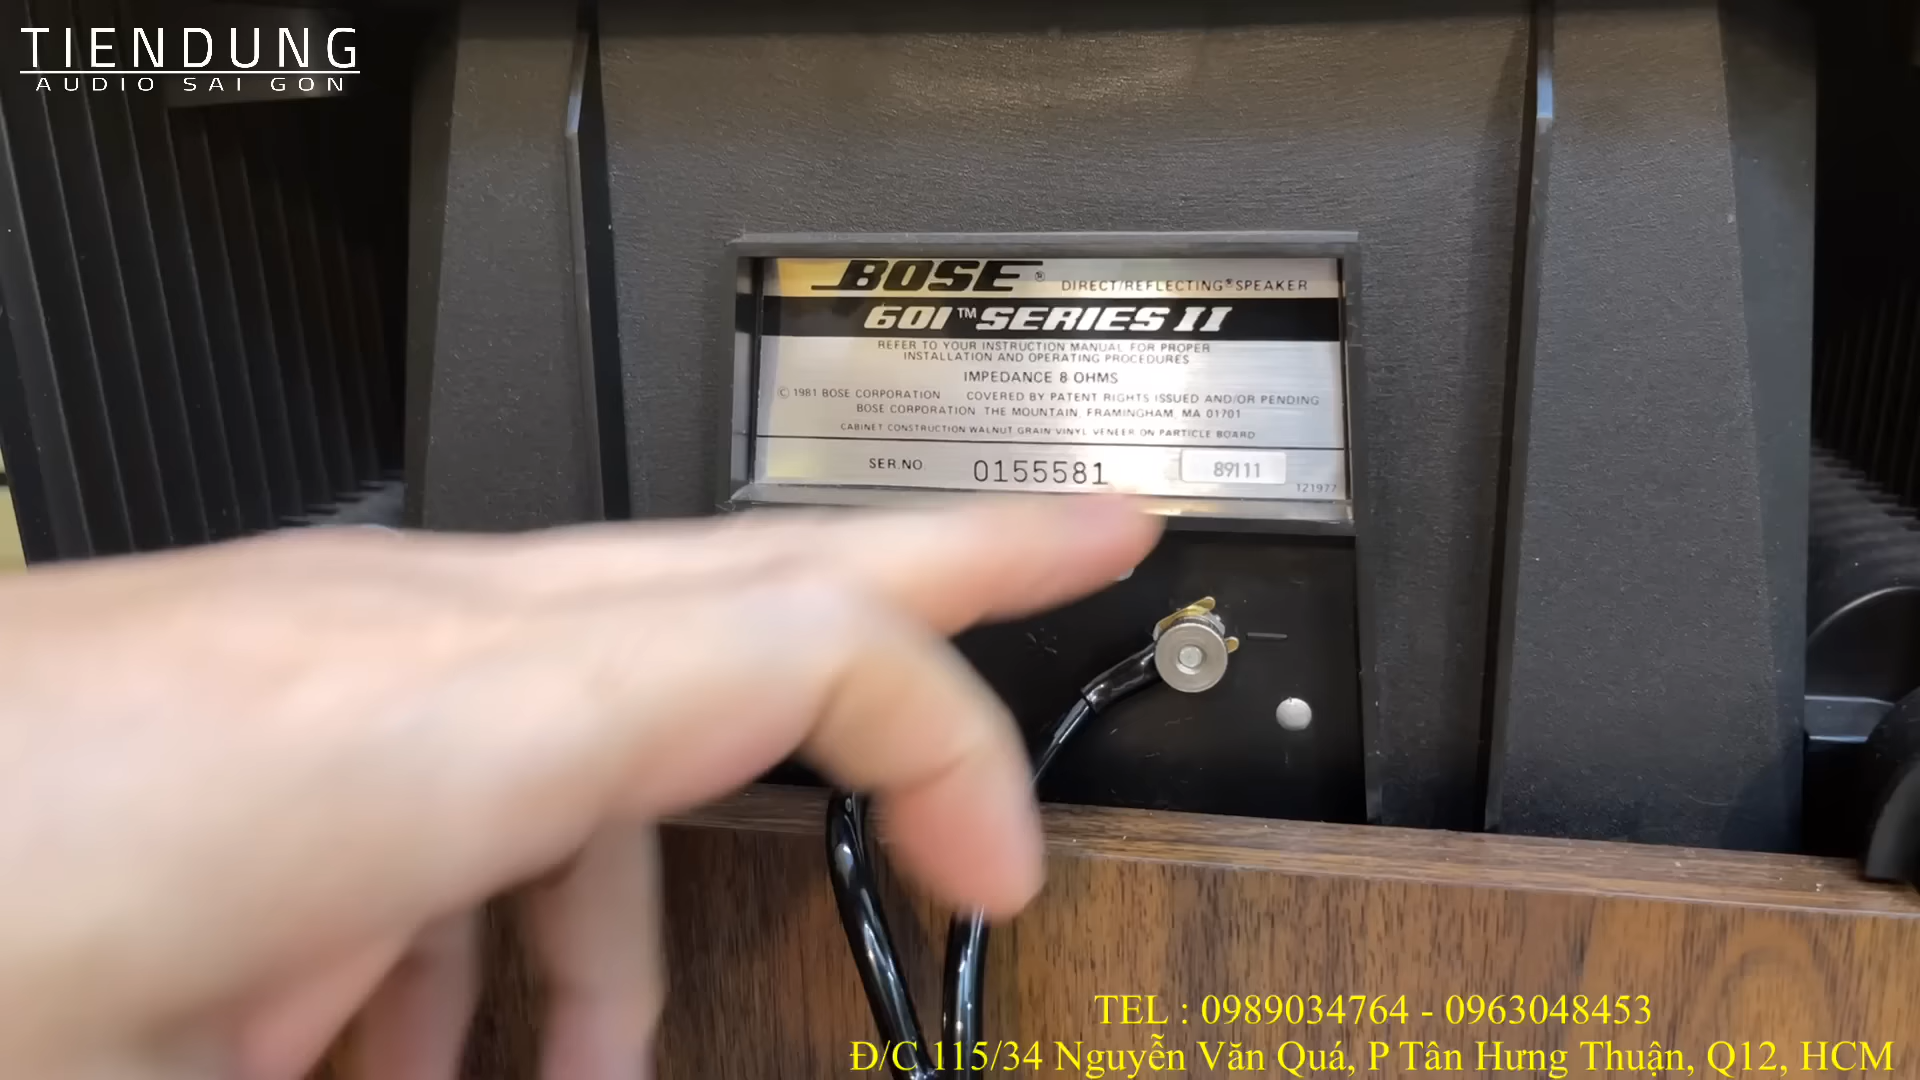 TIENDUNG
AUDIO SAI GON
BOSE® DIRECT/REFLECTING® SPEAKER
601™ SERIES II
REFER TO YOUR INSTRUCTION MANUAL FOR PROPER
INSTALLATION AND OPERATING PROCEDURES
IMPEDANCE 8 OHMS
© 1981 BOSE CORPORATION COVERED BY PATENT RIGHTS ISSUED AND/OR PENDING
BOSE CORPORATION THE MOUNTAIN, FRAMINGHAM, MA 01701
CABINET CONSTRUCTION WALNUT GRAIN VINYL VENEER ON PARTICLE BOARD
SER.NO. 0155581 89111
121977
TEL : 0989034764 - 0963048453
Đ/C 115/34 Nguyễn Văn Quá, P Tân Hưng Thuận, Q12, HCM